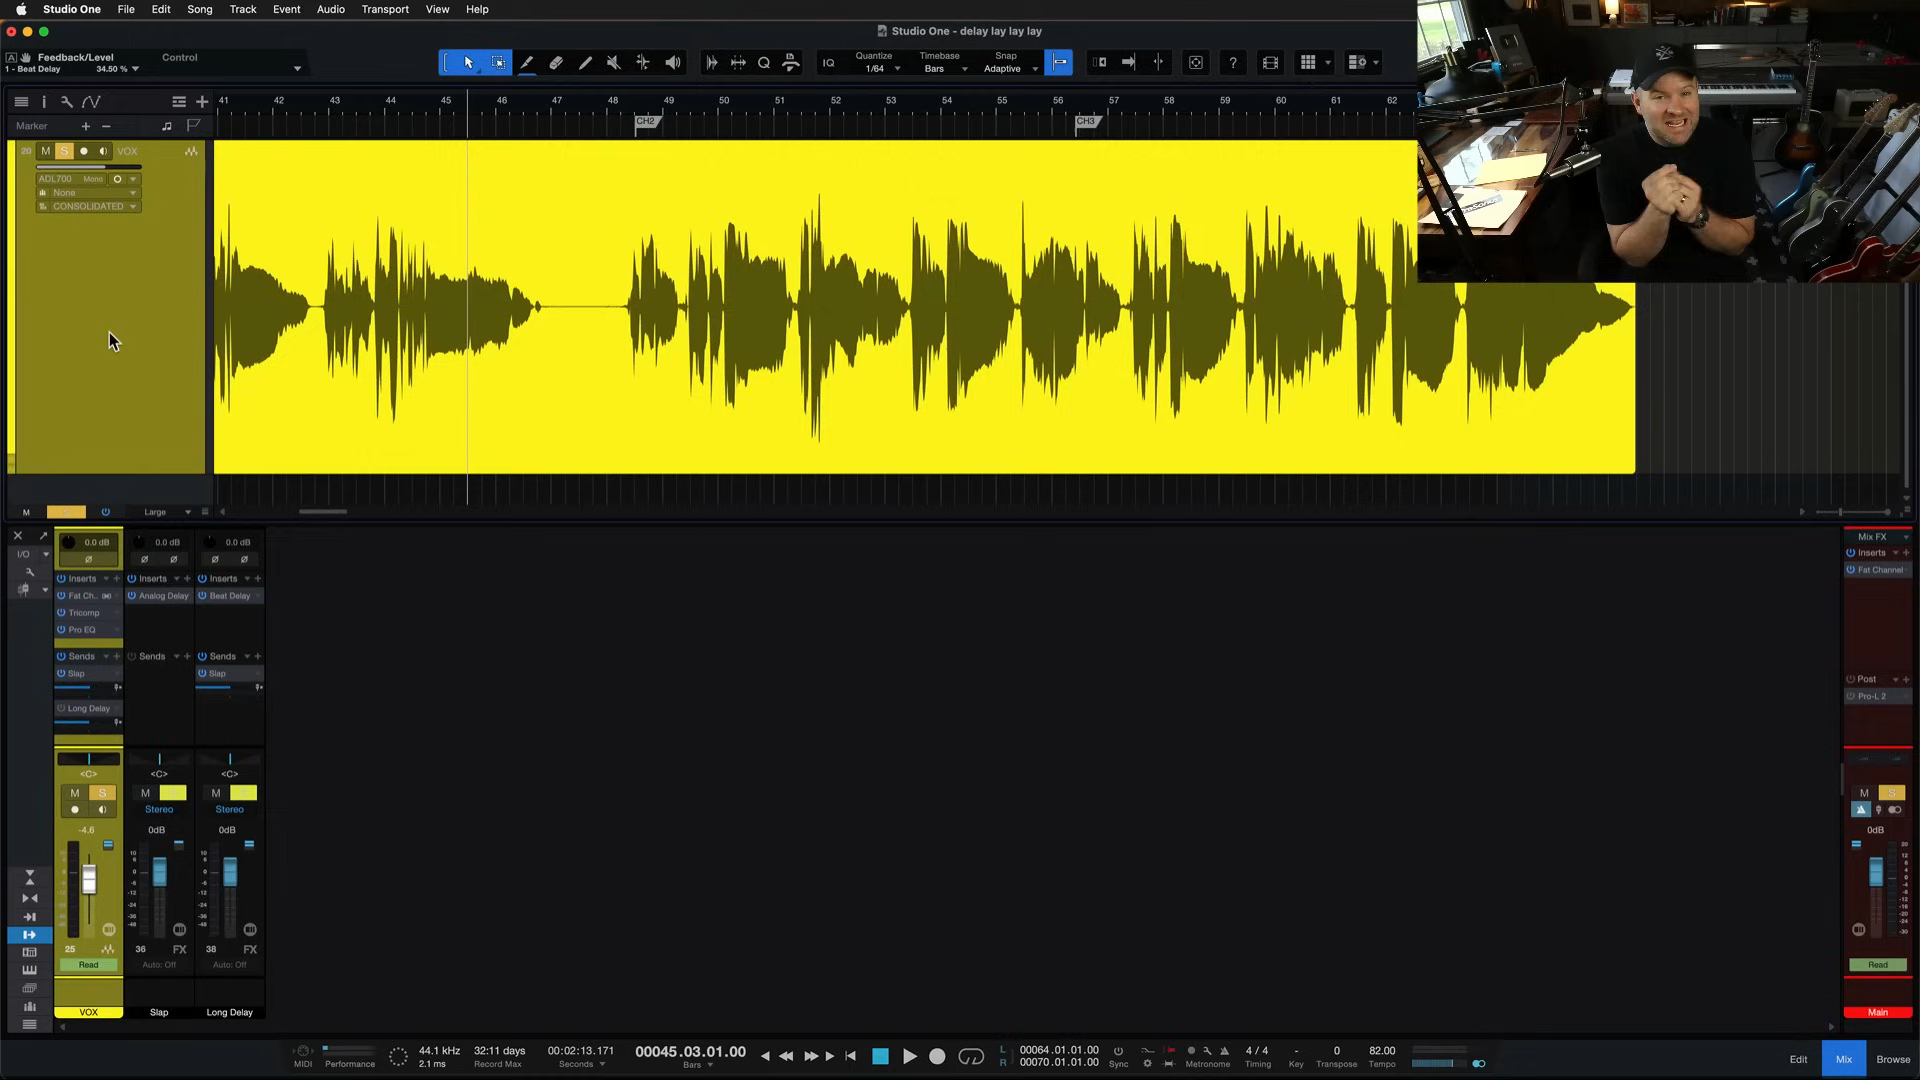 Studio One File Edit Song Track Event Audio Transport View Help
Studio One - delay lay lay lay
Feedback/Level Control
1 - Beat Delay 34.50 %
IQ Quantize Timebase Snap
1/64 Bars Adaptive ?
41 42 43 44 45 46 47 48 49 50 51 52 53 54 55 56 57 58 59 60 61 62
Marker + - CH2 CH3
20 M S VOX
ADL700 Mono
None
CONSOLIDATED
M Large
0.0 dB 0.0 dB 0.0 dB Mix FX
I/O Inserts
Inserts Inserts Inserts Fat Channel
Fat Ch.. Analog Delay Beat Delay
Tricomp
Pro EQ
Sends Sends Sends
Slap Slap Post
Pro-L 2
Long Delay
<C> <C> <C>
M S M M M S
Stereo Stereo
-4.6 0dB 0dB 0dB
25 36 FX 38 FX
Read Auto: Off Auto: Off Read
VOX Slap Long Delay Main
MIDI Performance 44.1 kHz 32:11 days 00:02:13.171 00045.03.01.00 L 00064.01.01.00 4 / 4 - 0 82.00
2.1 ms Record Max Seconds Bars R 00070.01.01.00 Sync Metronome Timing Key Transpose Tempo
Edit Mix Browse